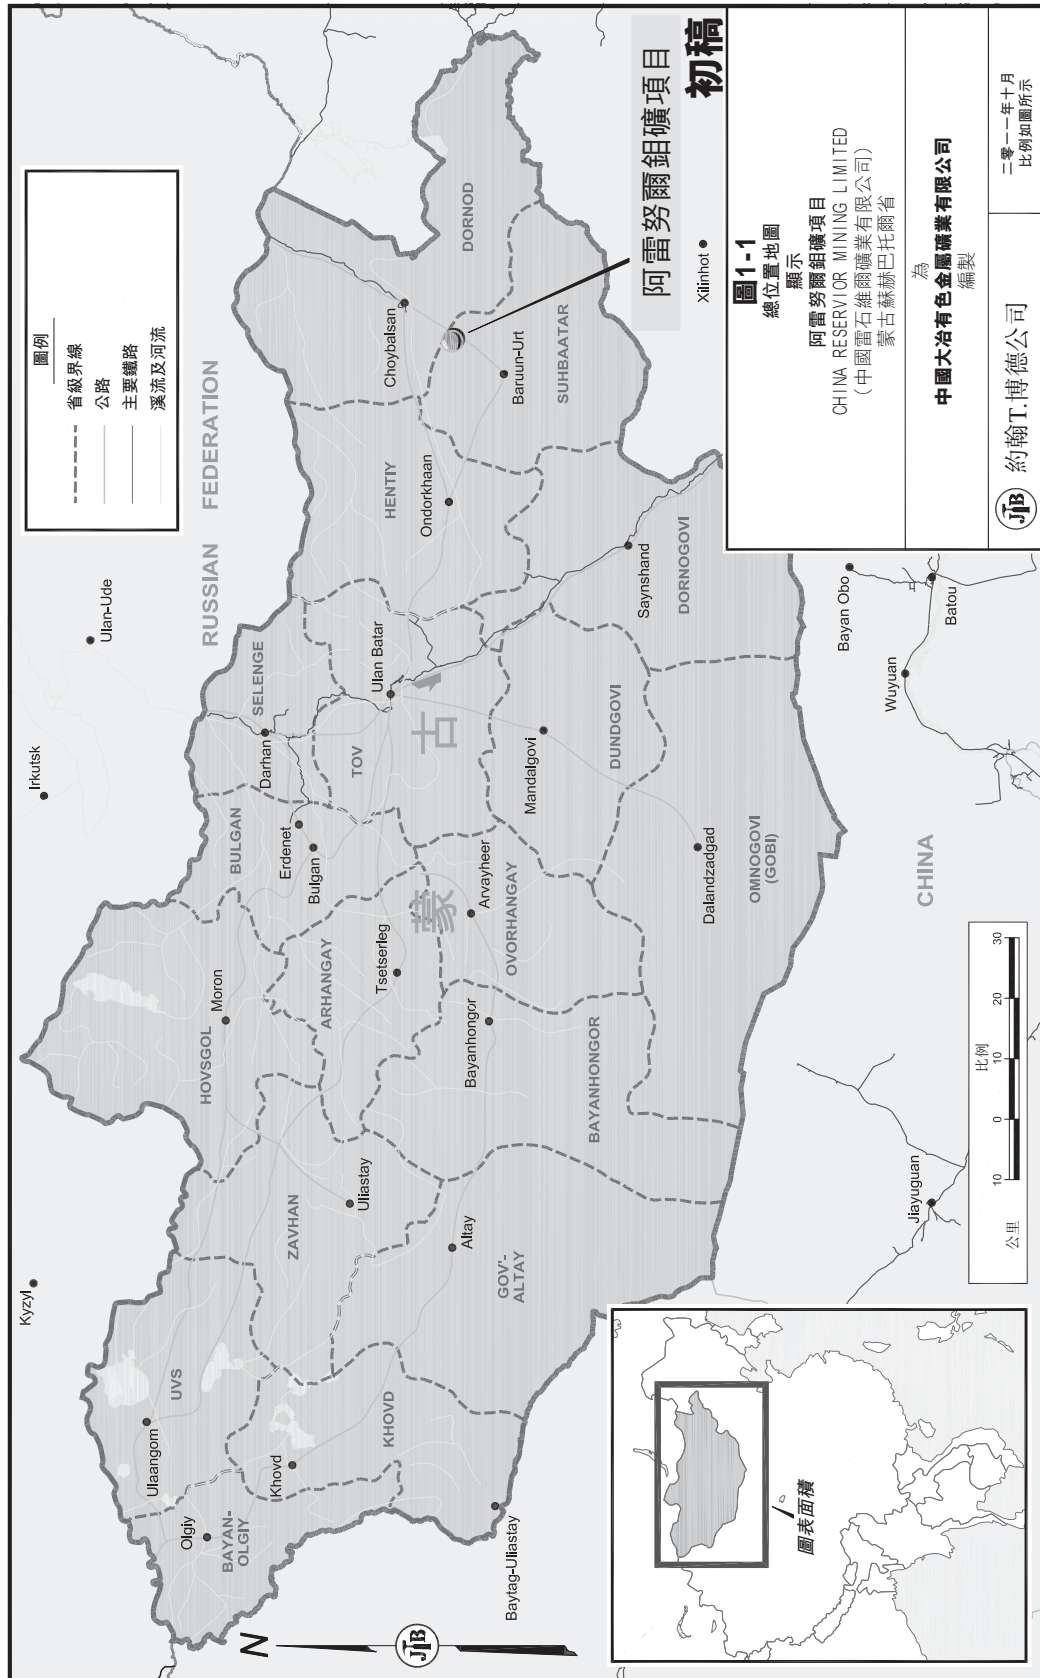 圖例
省級界線
公路
主要鐵路
溪流及河流
RUSSIAN FEDERATION
CHINA
蒙
古
Kyzyl
Irkutsk
Ulan-Ude
UVS
Ulaangom
BAYAN-
OLGIY
Olgiy
KHOVD
Khovd
Baytag-Uliastay
ZAVHAN
Uliastay
GOV'-
ALTAY
Altay
HOVSGOL
Moron
ARHANGAY
Tsetserleg
BAYANHONGOR
Bayanhongor
OVORHANGAY
Arvayheer
BULGAN
Erdenet
Bulgan
SELENGE
Darhan
TOV
Ulan Batar
DUNDGOVI
Mandalgovi
OMNOGOVI
(GOBI)
Dalandzadgad
HENTIY
Ondorkhaan
DORNOGOVI
Saynshand
DORNOD
Choybalsan
SUHBAATAR
Baruun-Urt
阿雷努爾鉬礦項目
Xilinhot
Bayan Obo
Batou
Wuyuan
Jiayuguan
N
JTB
圖表面積
比例
10 0 10 20 30
公里
初稿
圖1-1
總位置地圖
顯示
阿雷努爾鉬礦項目
CHINA RESERVIOR MINING LIMITED
(中國雷石維爾礦業有限公司)
蒙古蘇赫巴托爾省
為
中國大冶有色金屬礦業有限公司
編製
JTB 約翰T.博德公司
二零一一年十月
比例如圖所示